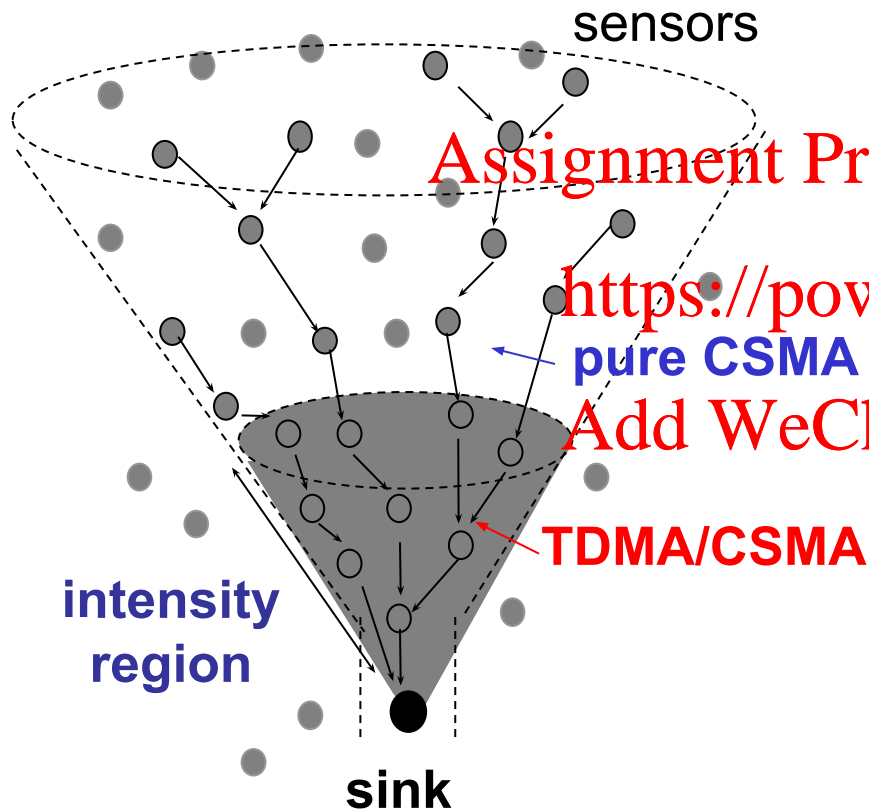 sensors
Assignment Pr
https://pow
pure CSMA
Add WeCh
TDMA/CSMA
intensity
region
sink